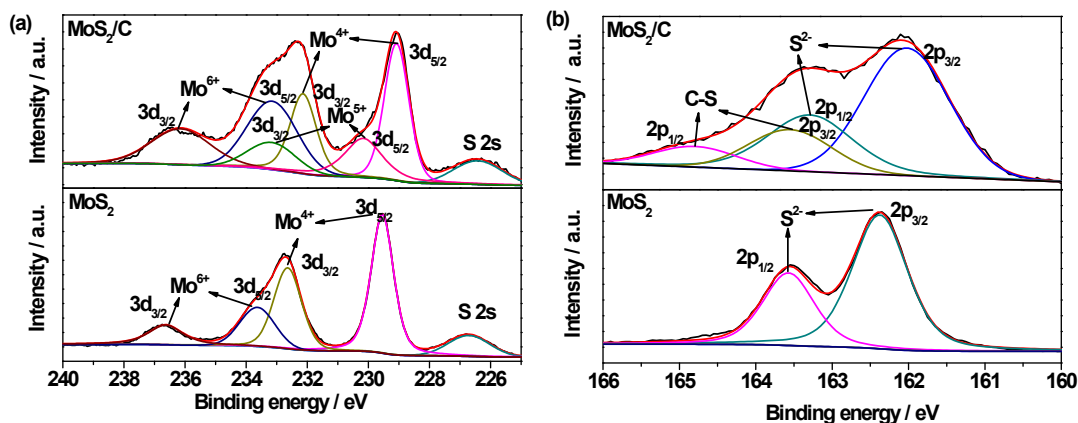 (a)
MoS2/C
Mo4+
3d5/2
Mo6+
3d3/2
3d5/2
3d3/2
Mo5+
3d3/2
3d5/2
S 2s
Intensity / a.u.
MoS2
3d5/2
Mo4+
3d3/2
Mo6+
3d5/2
3d3/2
S 2s
Intensity / a.u.
240 238 236 234 232 230 228 226
Binding energy / eV
(b)
MoS2/C
S2-
2p3/2
C-S
2p1/2
2p3/2
2p1/2
Intensity / a.u.
MoS2
S2-
2p3/2
2p1/2
Intensity / a.u.
166 165 164 163 162 161 160
Binding energy / eV